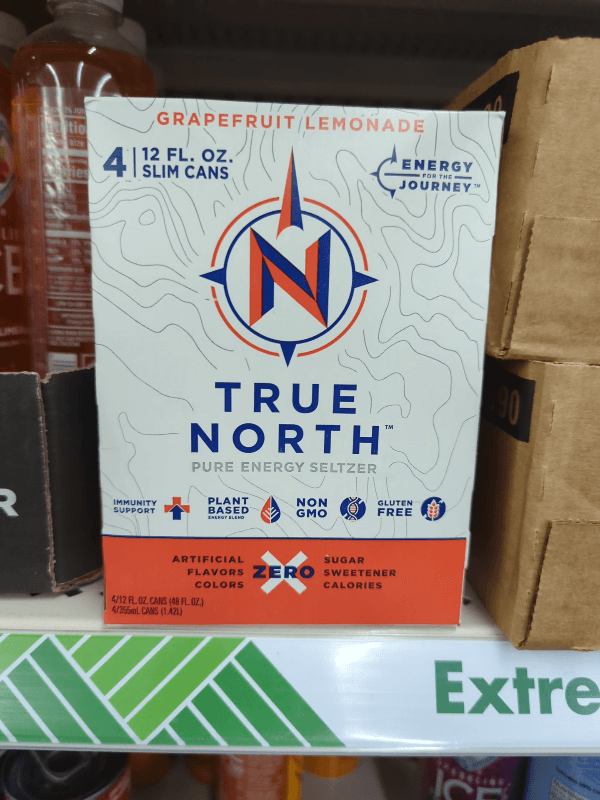 GRAPEFRUIT LEMONADE
4 12 FL. OZ.
SLIM CANS
ENERGY
FOR THE
JOURNEY™
N
TRUE
NORTH™
PURE ENERGY SELTZER
IMMUNITY
SUPPORT
PLANT
BASED
ENERGY BLEND
NON
GMO
GLUTEN
FREE
ARTIFICIAL
FLAVORS
COLORS
ZERO
SUGAR
SWEETENER
CALORIES
4/12 FL. OZ. CANS (48 FL. OZ.)
4/355mL CANS (1.42L)
R
90
Extre
ICE